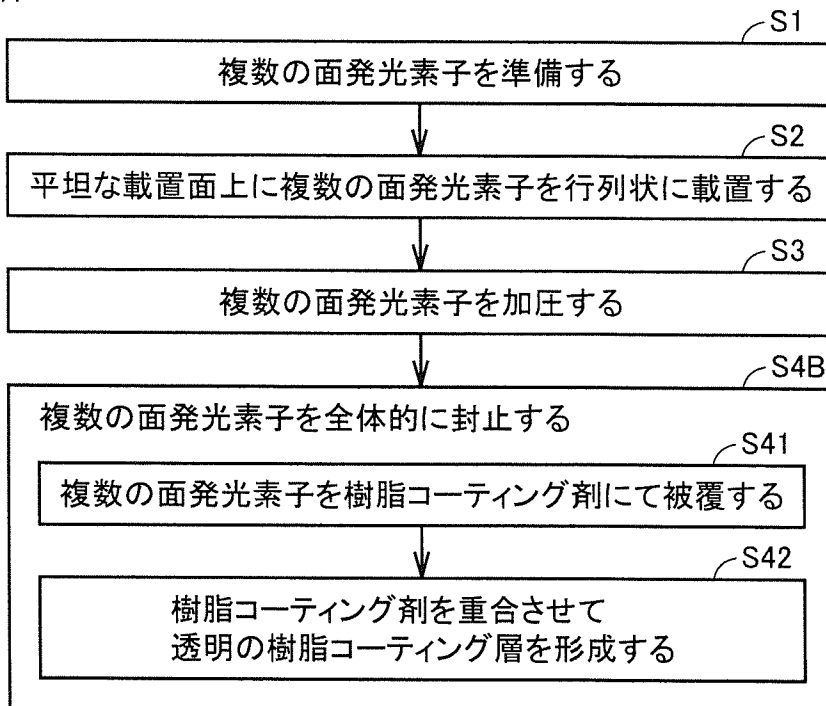 S1
複数の面発光素子を準備する
S2
平坦な載置面上に複数の面発光素子を行列状に載置する
S3
複数の面発光素子を加圧する
S4B
複数の面発光素子を全体的に封止する
S41
複数の面発光素子を樹脂コーティング剤にて被覆する
S42
樹脂コーティング剤を重合させて
透明の樹脂コーティング層を形成する